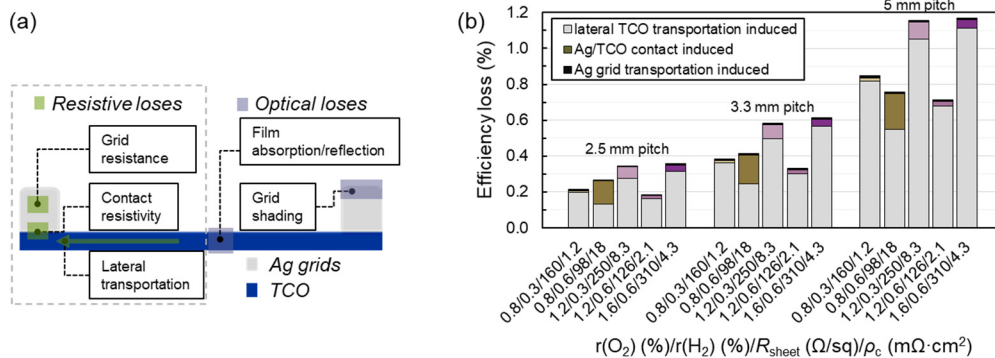 (a)
Resistive loses
Optical loses
Grid
resistance
Film
absorption/reflection
Contact
resistivity
Grid
shading
Lateral
transportation
Ag grids
TCO
(b)
Efficiency loss (%)
1.2
1.0
0.8
0.6
0.4
0.2
0.0
lateral TCO transportation induced
Ag/TCO contact induced
Ag grid transportation induced
2.5 mm pitch
3.3 mm pitch
5 mm pitch
0.8/0.3/160/1.2
0.8/0.6/98/18
1.2/0.3/250/8.3
1.2/0.6/126/2.1
1.6/0.6/310/4.3
0.8/0.3/160/1.2
0.8/0.6/98/18
1.2/0.3/250/8.3
1.2/0.6/126/2.1
1.6/0.6/310/4.3
0.8/0.3/160/1.2
0.8/0.6/98/18
1.2/0.3/250/8.3
1.2/0.6/126/2.1
1.6/0.6/310/4.3
r(O₂) (%)/r(H₂) (%)/R_sheet (Ω/sq)/ρ_c (mΩ·cm²)